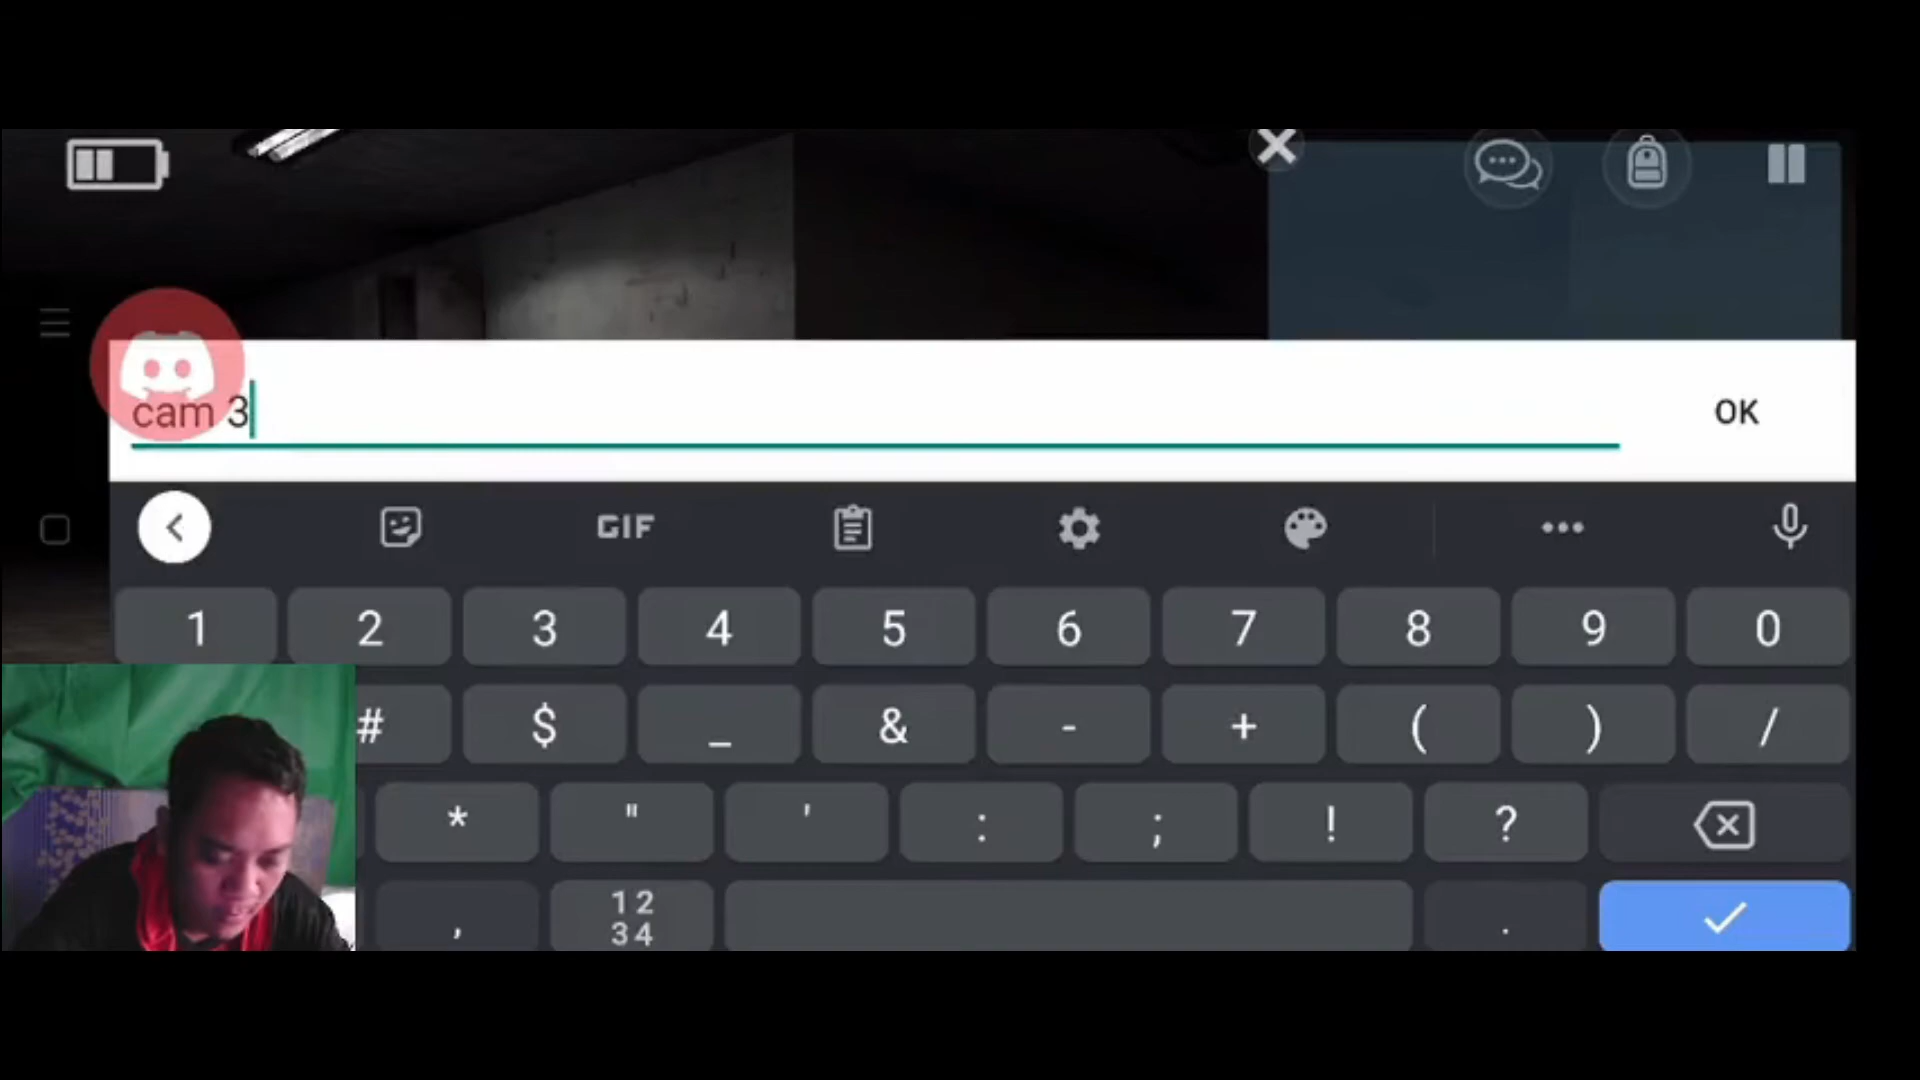 cam 3
OK
GIF
1 2 3 4 5 6 7 8 9 0
# $ _ & - + ( ) /
* " ' : ; ! ?
, 12 .
34